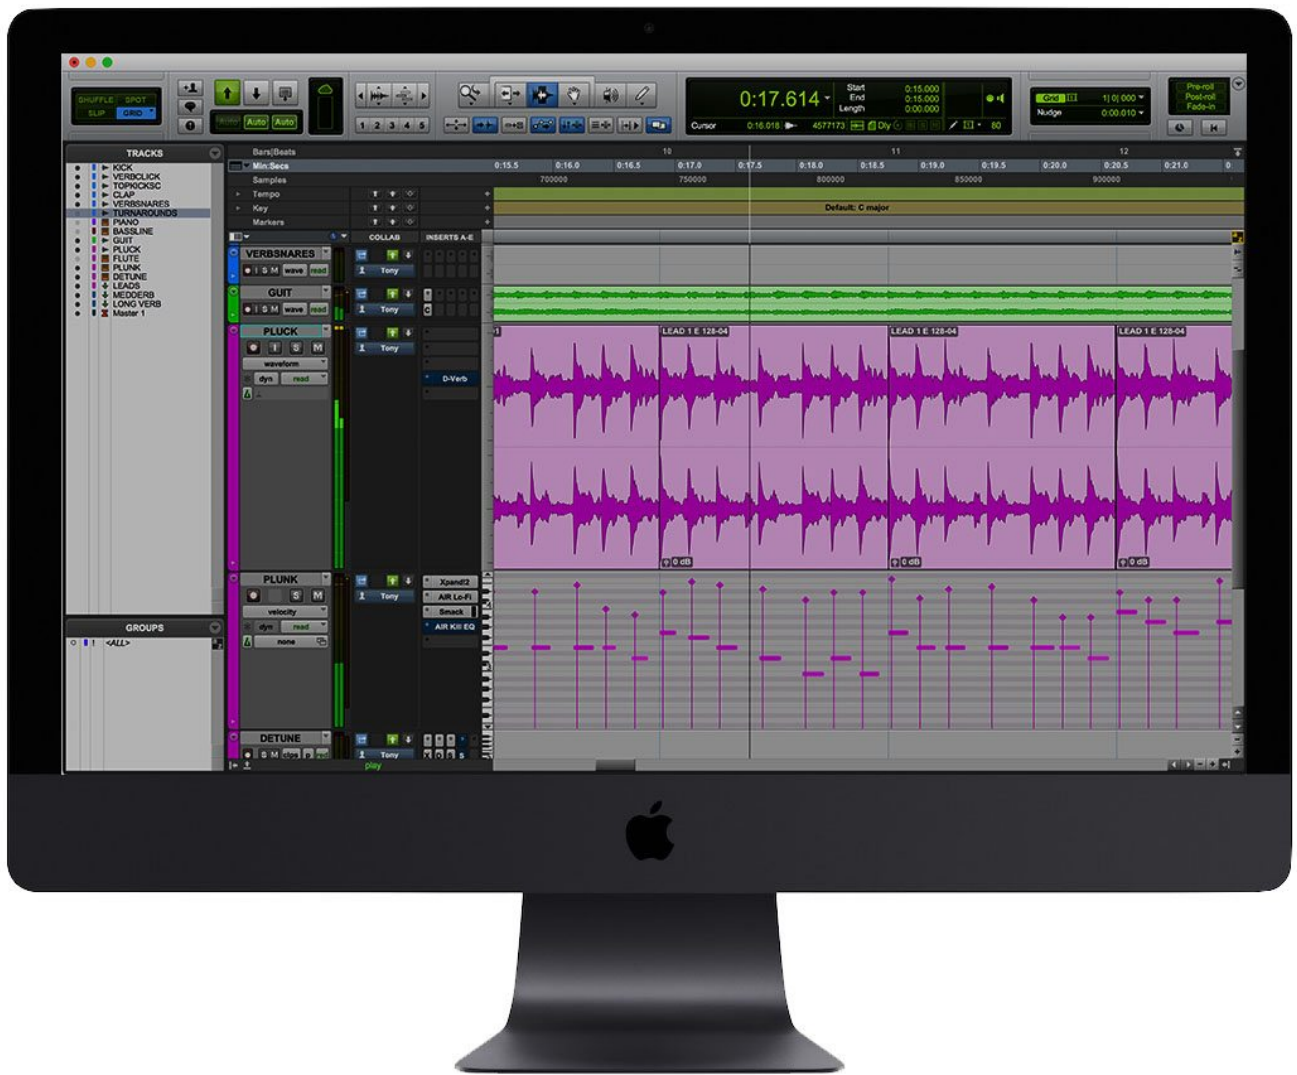 SHUFFLE SPOT
SLIP GRID
Auto Auto
1 2 3 4 5
0:17.614
Start 0:15.000
End 0:15.000
Length 0:00.000
Cursor 0:16.018 4577173 Dly 80
Grid 1| 0| 000
Nudge 0:00.010
Pre-roll
Post-roll
Fade-in
TRACKS
KICK
VERBCLICK
TOPKICKSC
CLAP
VERBSNARES
TURNAROUNDS
PIANO
BASSLINE
GUIT
PLUCK
FLUTE
PLUNK
DETUNE
LEADS
MEDDERB
LONG VERB
Master 1
GROUPS
<ALL>
Bars|Beats 10 11 12
Min:Secs 0:15.5 0:16.0 0:16.5 0:17.0 0:17.5 0:18.0 0:18.5 0:19.0 0:19.5 0:20.0 0:20.5 0:21.0
Samples 700000 750000 800000 850000 900000
Tempo
Key Default: C major
Markers
COLLAB INSERTS A-E
VERBSNARES
I S M wave read Tony
GUIT
I S M wave read Tony
C
PLUCK
I S M Tony
waveform
dyn read D-Verb
LEAD 1 E 128-04 LEAD 1 E 128-04 LEAD 1 E 128-04
0 dB 0 dB 0 dB
PLUNK Xpand!2
S M Tony AIR Lo-Fi
velocity Smack
dyn read AIR Kill EQ
none
DETUNE
S M clps p Tony
play